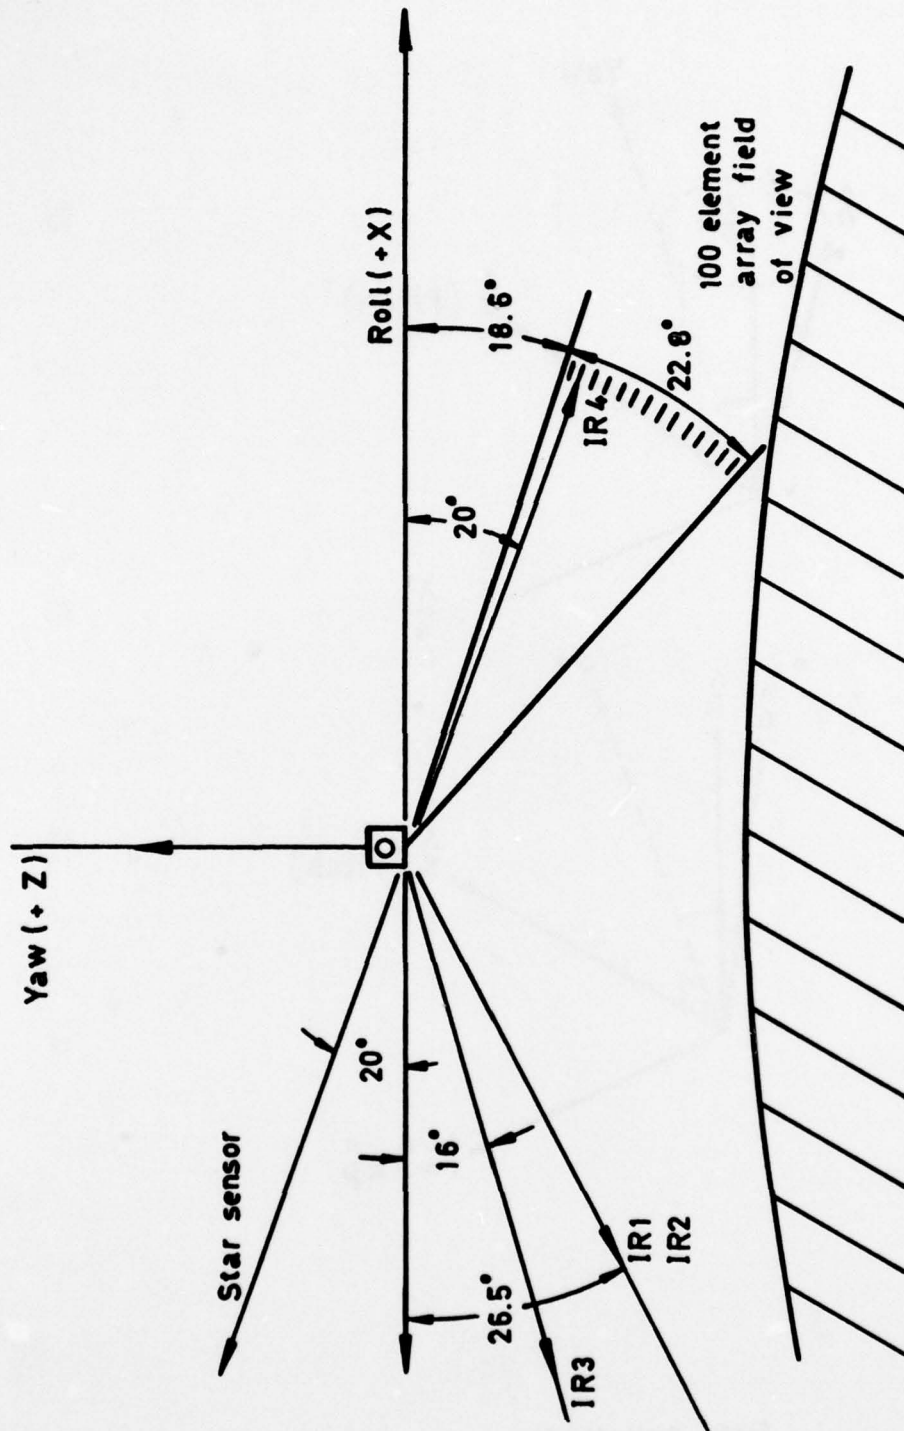 Yaw (+ Z)
Roll (+X)
Star sensor
20°
16°
26.5°
IR3
IR1
IR2
20°
18.6°
IR4
22.8°
100 element
array field
of view